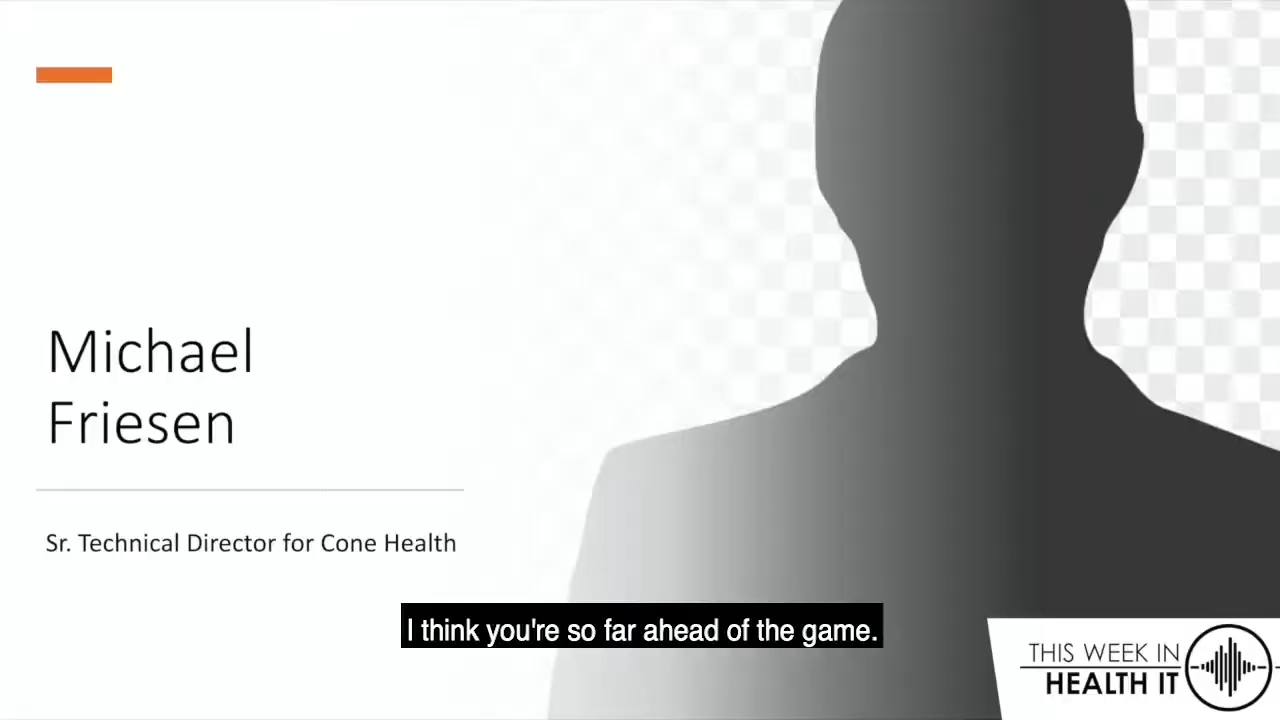 Michael
Friesen
Sr. Technical Director for Cone Health
I think you're so far ahead of the game.
THIS WEEK IN
HEALTH IT